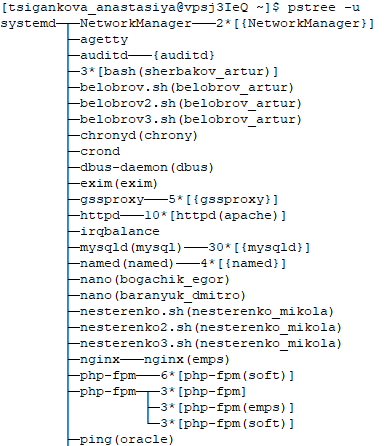 [tsigankova_anastasiya@vpsj3IeQ ~]$ pstree -u
systemd─┬─NetworkManager───2*[{NetworkManager}]
        ├─agetty
        ├─auditd───{auditd}
        ├─3*[bash(sherbakov_artur)]
        ├─belobrov.sh(belobrov_artur)
        ├─belobrov2.sh(belobrov_artur)
        ├─belobrov3.sh(belobrov_artur)
        ├─chronyd(chrony)
        ├─crond
        ├─dbus-daemon(dbus)
        ├─exim(exim)
        ├─gssproxy───5*[{gssproxy}]
        ├─httpd───10*[httpd(apache)]
        ├─irqbalance
        ├─mysqld(mysql)───30*[{mysqld}]
        ├─named(named)───4*[{named}]
        ├─nano(bogachik_egor)
        ├─nano(baranyuk_dmitro)
        ├─nesterenko.sh(nesterenko_mikola)
        ├─nesterenko2.sh(nesterenko_mikola)
        ├─nesterenko3.sh(nesterenko_mikola)
        ├─nginx───nginx(emps)
        ├─php-fpm───6*[php-fpm(soft)]
        ├─php-fpm─┬─3*[php-fpm]
        │         ├─3*[php-fpm(emps)]
        │         └─3*[php-fpm(soft)]
        ├─ping(oracle)